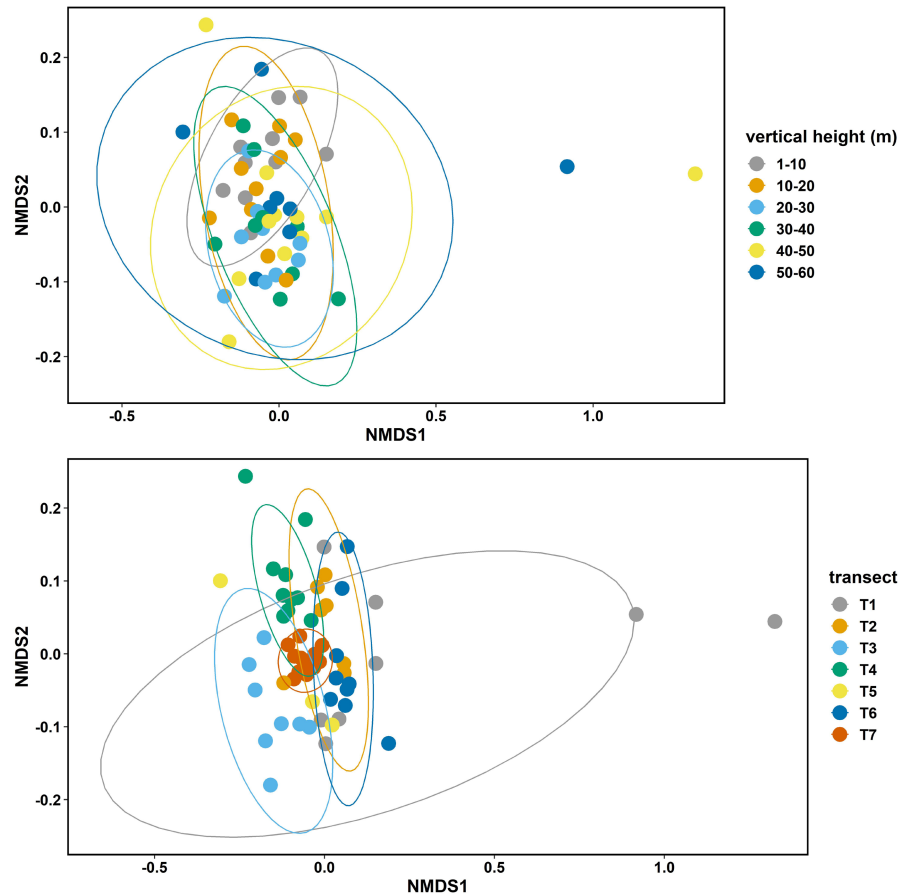 0.2
0.1
0.0
-0.1
-0.2
NMDS2
-0.5
0.0
0.5
1.0
NMDS1
vertical height (m)
1-10
10-20
20-30
30-40
40-50
50-60
0.2
0.1
0.0
-0.1
-0.2
NMDS2
-0.5
0.0
0.5
1.0
NMDS1
transect
T1
T2
T3
T4
T5
T6
T7